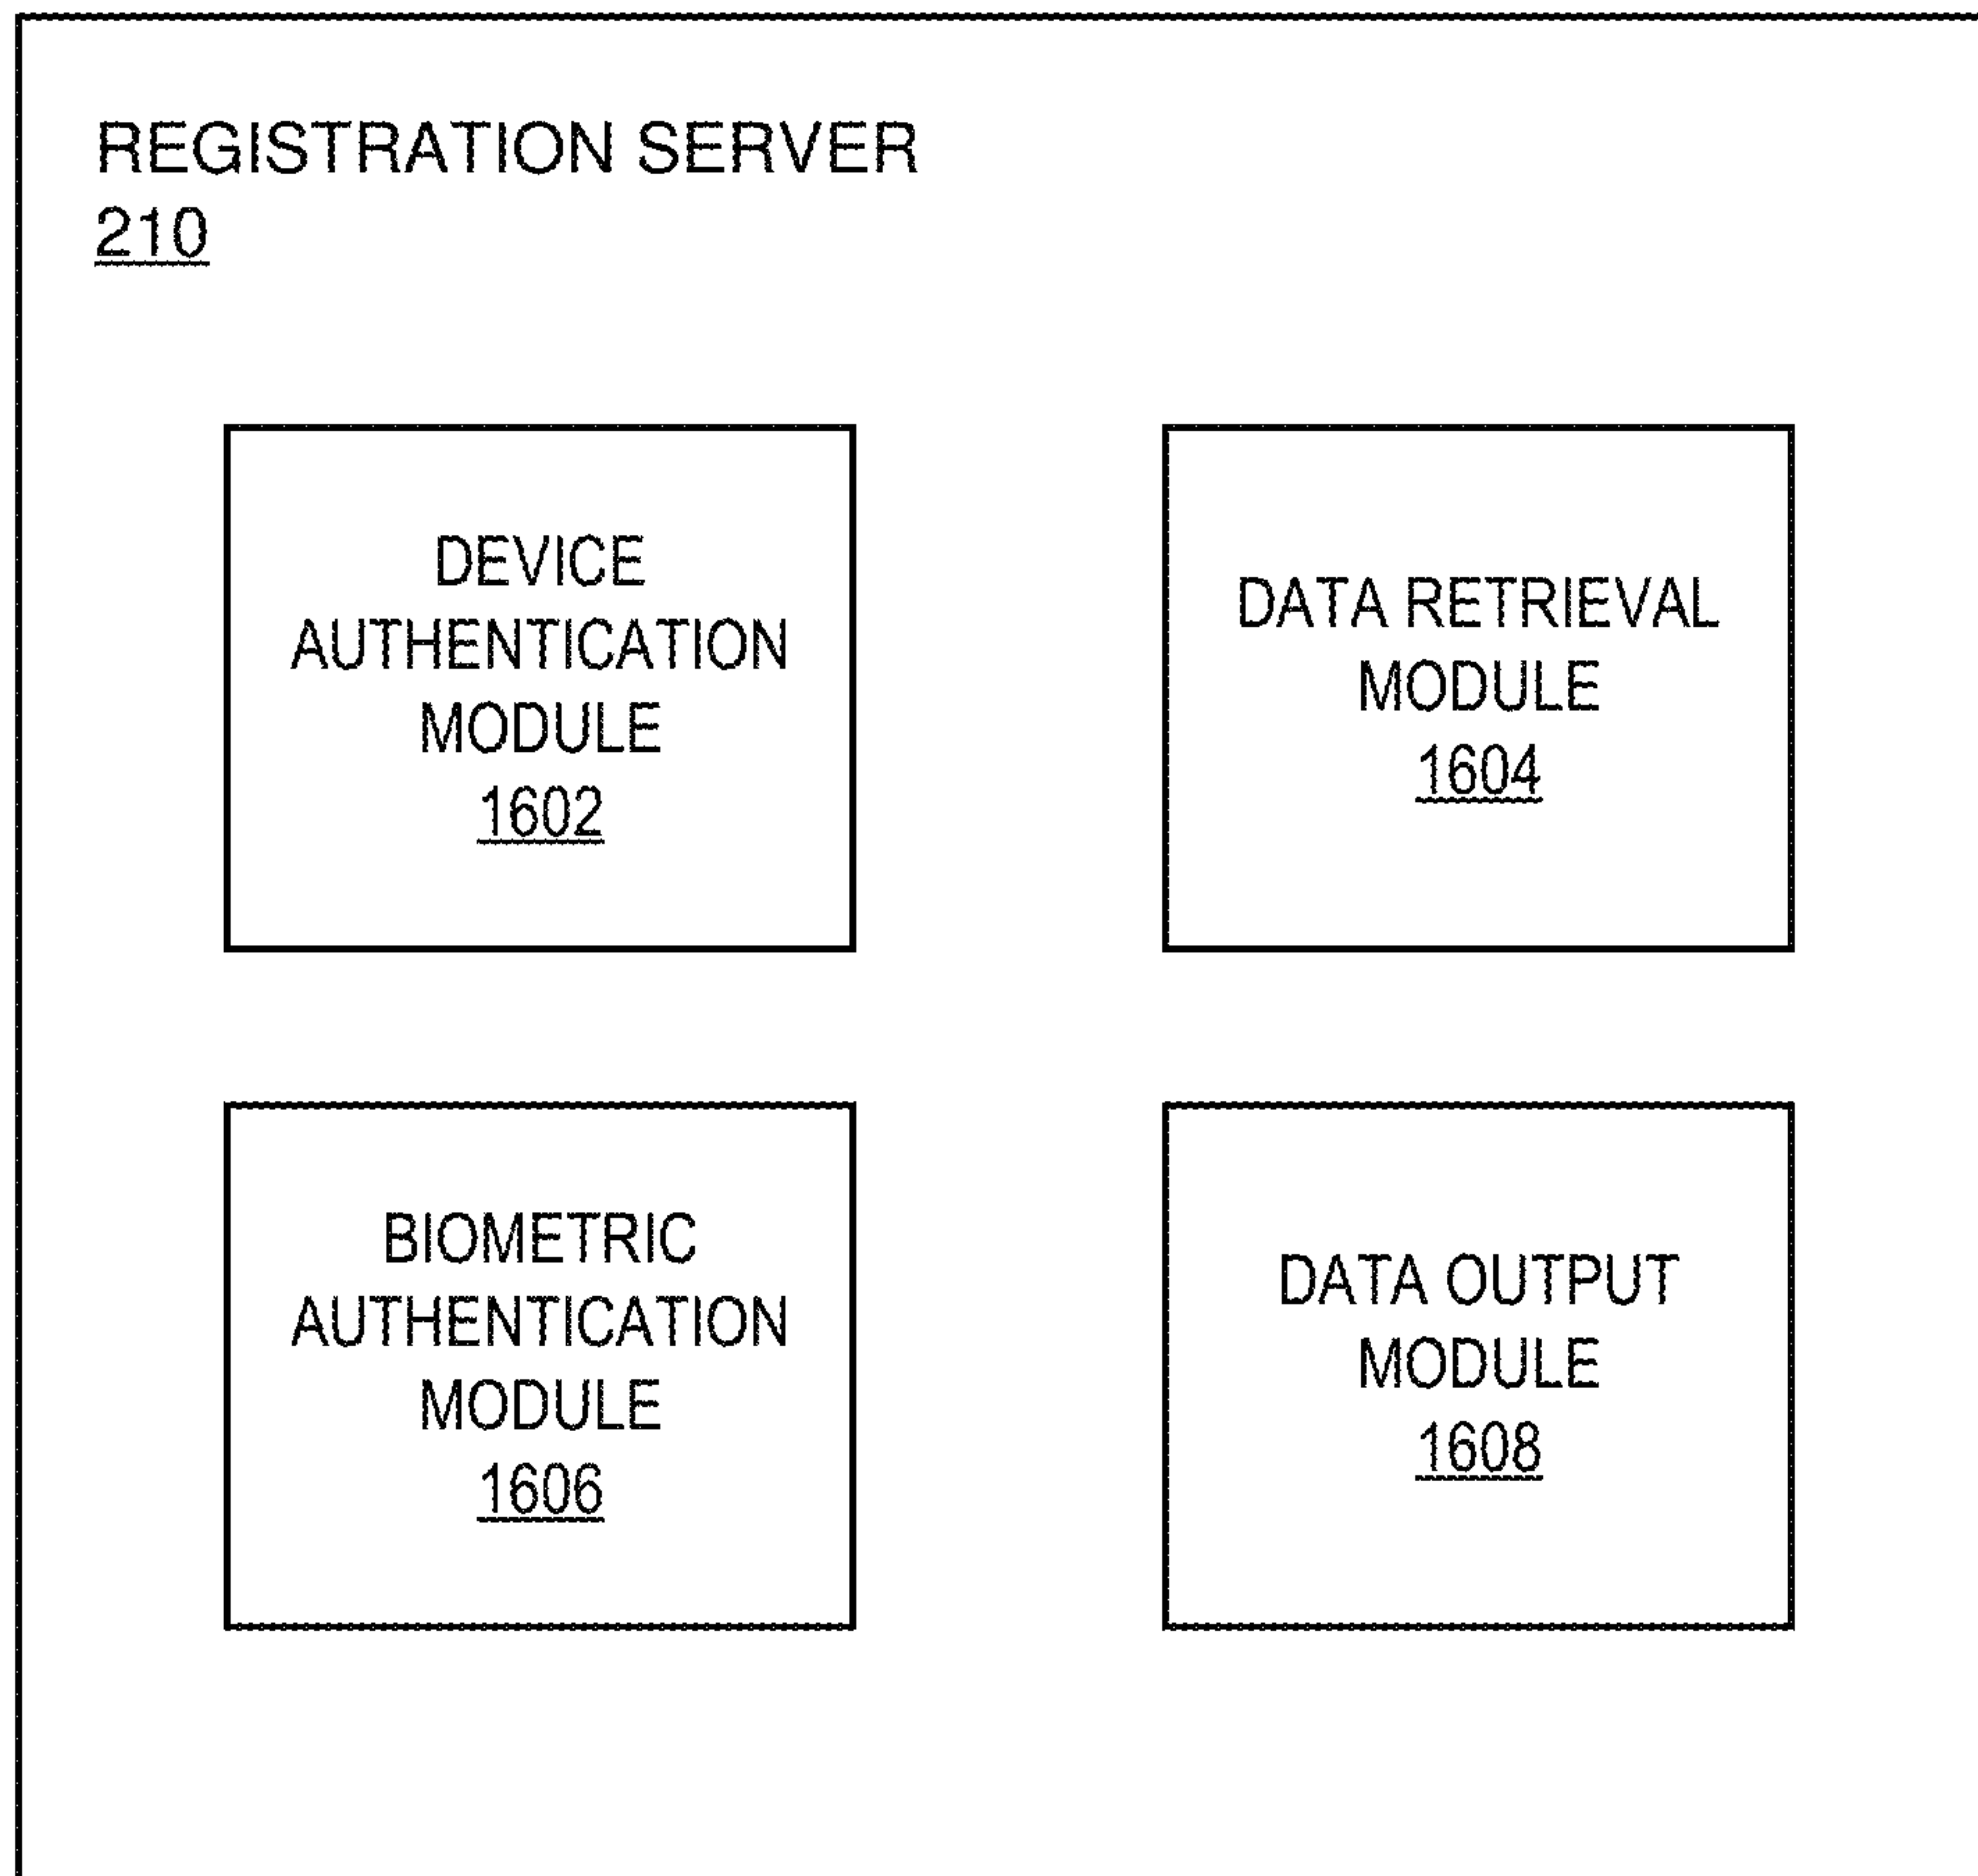 REGISTRATION SERVER
210
DEVICE
AUTHENTICATION
MODULE
1602
DATA RETRIEVAL
MODULE
1604
BIOMETRIC
AUTHENTICATION
MODULE
1606
DATA OUTPUT
MODULE
1608